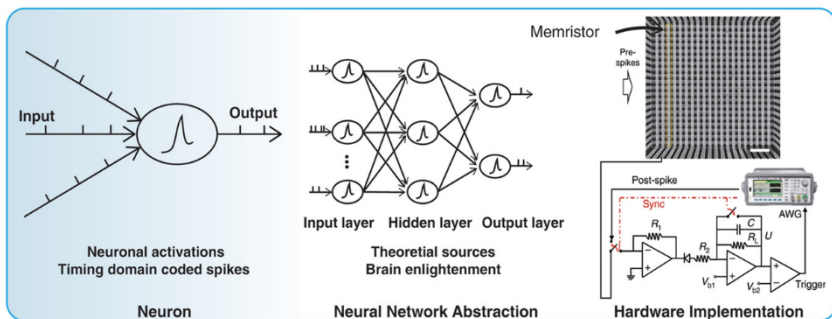 Input
Output
Neuronal activations
Timing domain coded spikes
Neuron
Input layer
Hidden layer
Output layer
Theoretial sources
Brain enlightenment
Neural Network Abstraction
Memristor
Pre-
spikes
Post-spike
Sync
AWG
R1
C
U
RL
R2
Vb1
Vb2
Trigger
Hardware Implementation